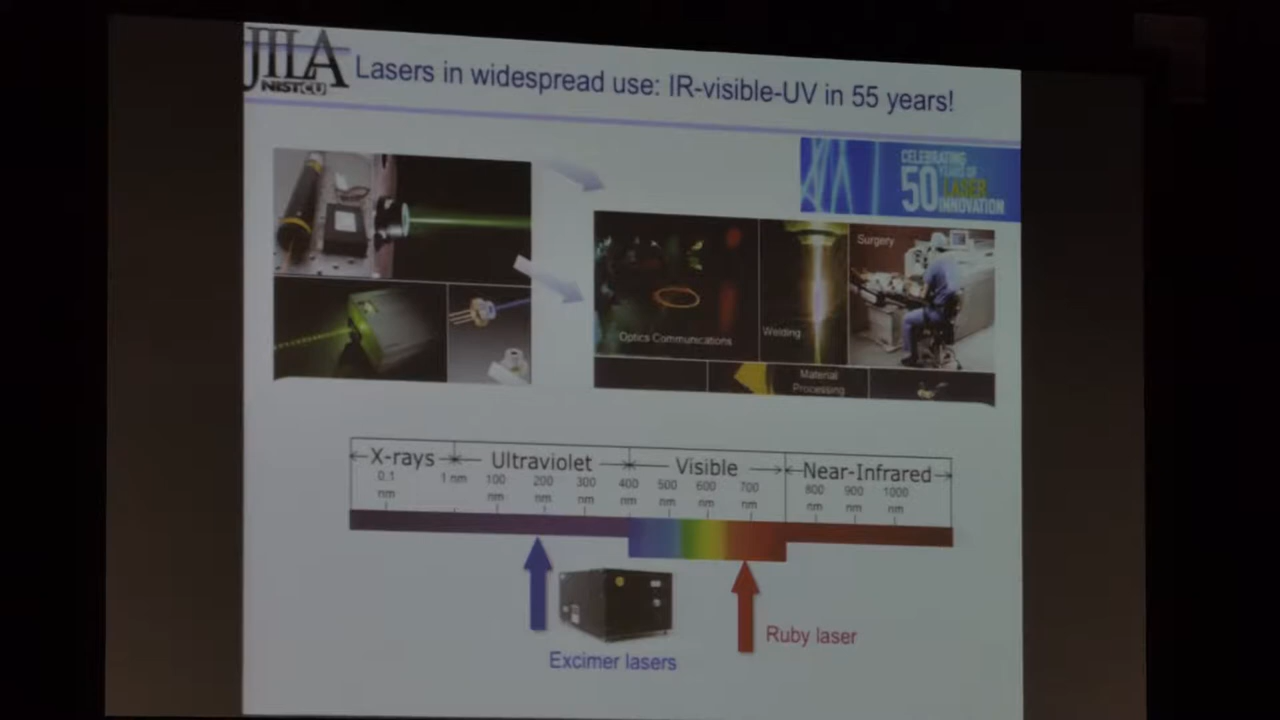 JILA
NIST CU
Lasers in widespread use: IR-visible-UV in 55 years!
CELEBRATING
50 YEARS OF
LASER
INNOVATION
Optics Communications
Welding
Surgery
Material
Processing
X-rays Ultraviolet Visible Near-Infrared
0.1 1 nm 100 200 300 400 500 600 700 800 900 1000
nm nm nm nm nm nm nm nm nm nm nm
Excimer lasers
Ruby laser